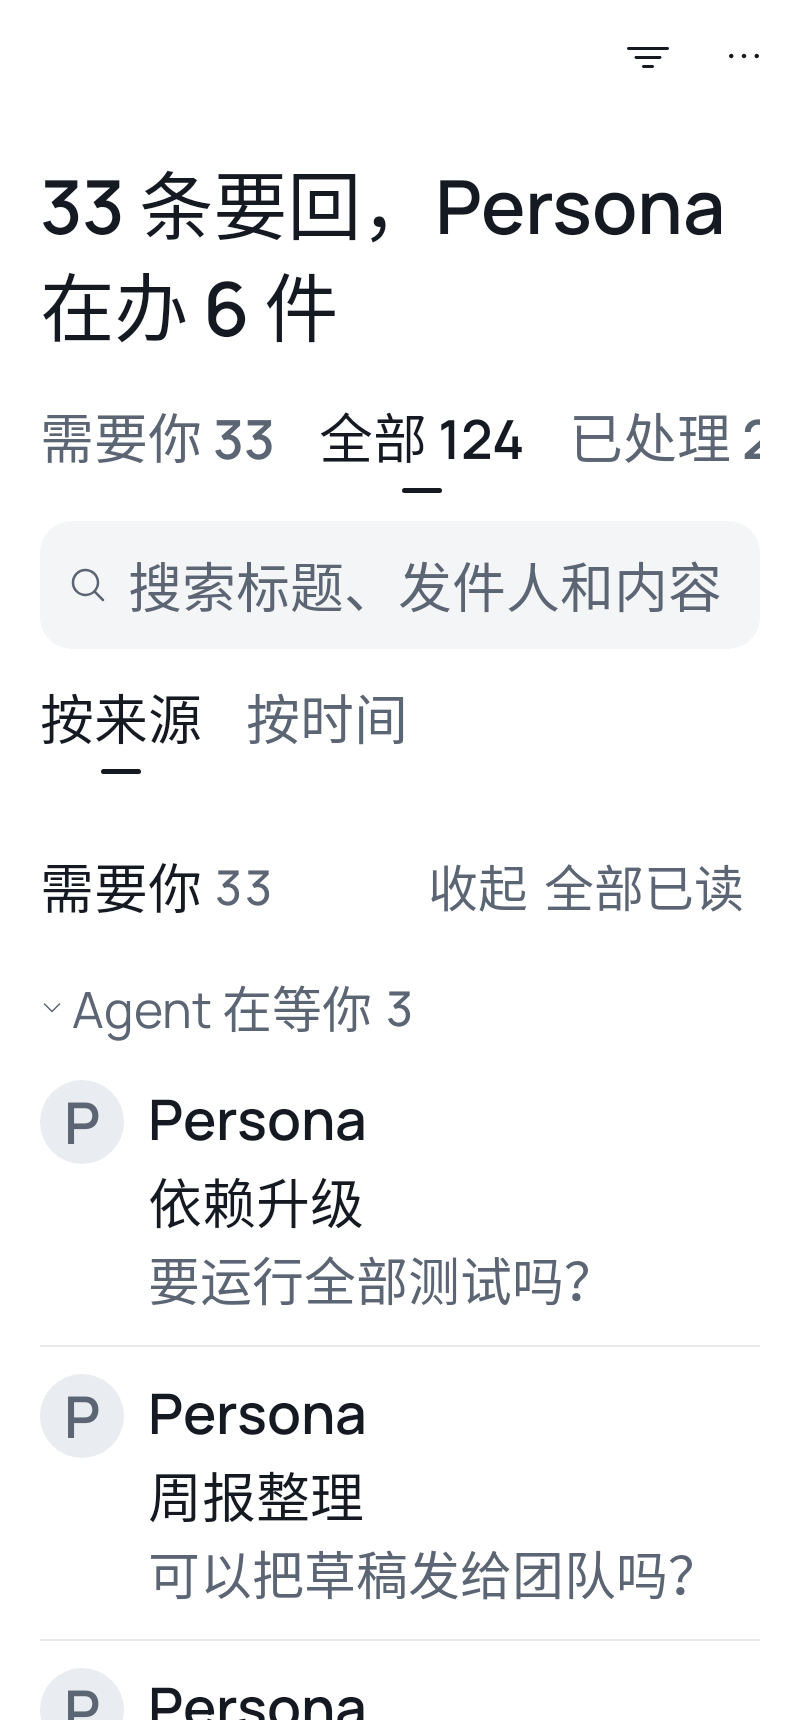 33 条要回，Persona
在办 6 件
需要你 33 全部 124 已处理 2
搜索标题、发件人和内容
按来源 按时间
需要你 33 收起 全部已读
Agent 在等你 3
P Persona
依赖升级
要运行全部测试吗？
P Persona
周报整理
可以把草稿发给团队吗？
P Persona